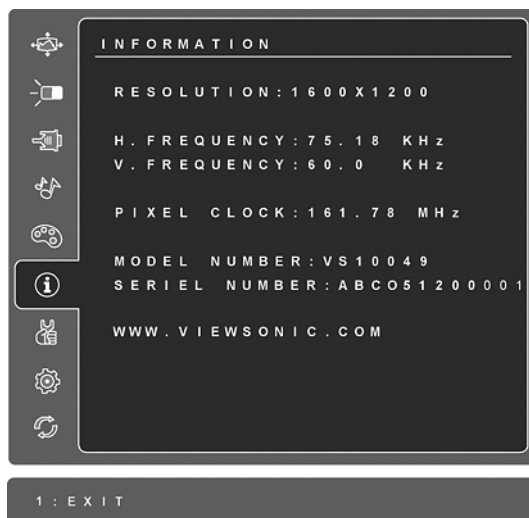 INFORMATION
RESOLUTION:1600X1200
H.FREQUENCY:75.18 KHz
V.FREQUENCY:60.0 KHz
PIXEL CLOCK:161.78 MHz
MODEL NUMBER:VS10049
SERIEL NUMBER:ABCO51200001
WWW.VIEWSONIC.COM
1:EXIT